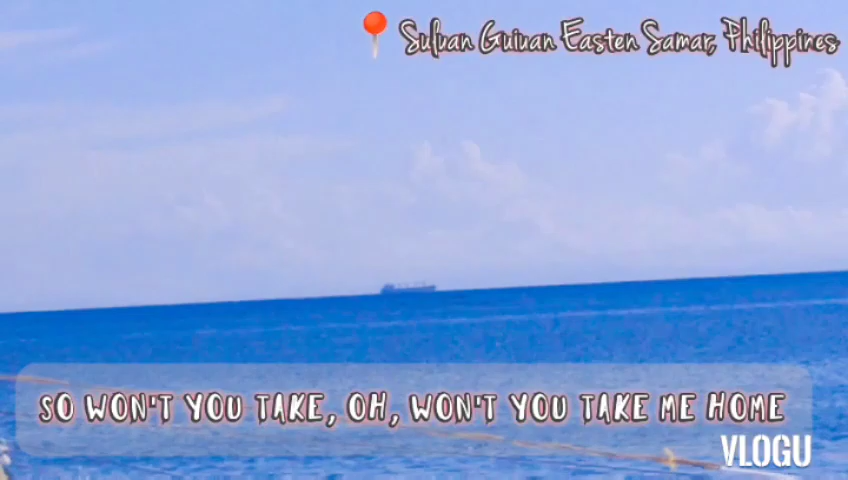 Suluan Guiuan Easten Samar, Philippines
SO WON'T YOU TAKE, OH, WON'T YOU TAKE ME HOME
VLOGU